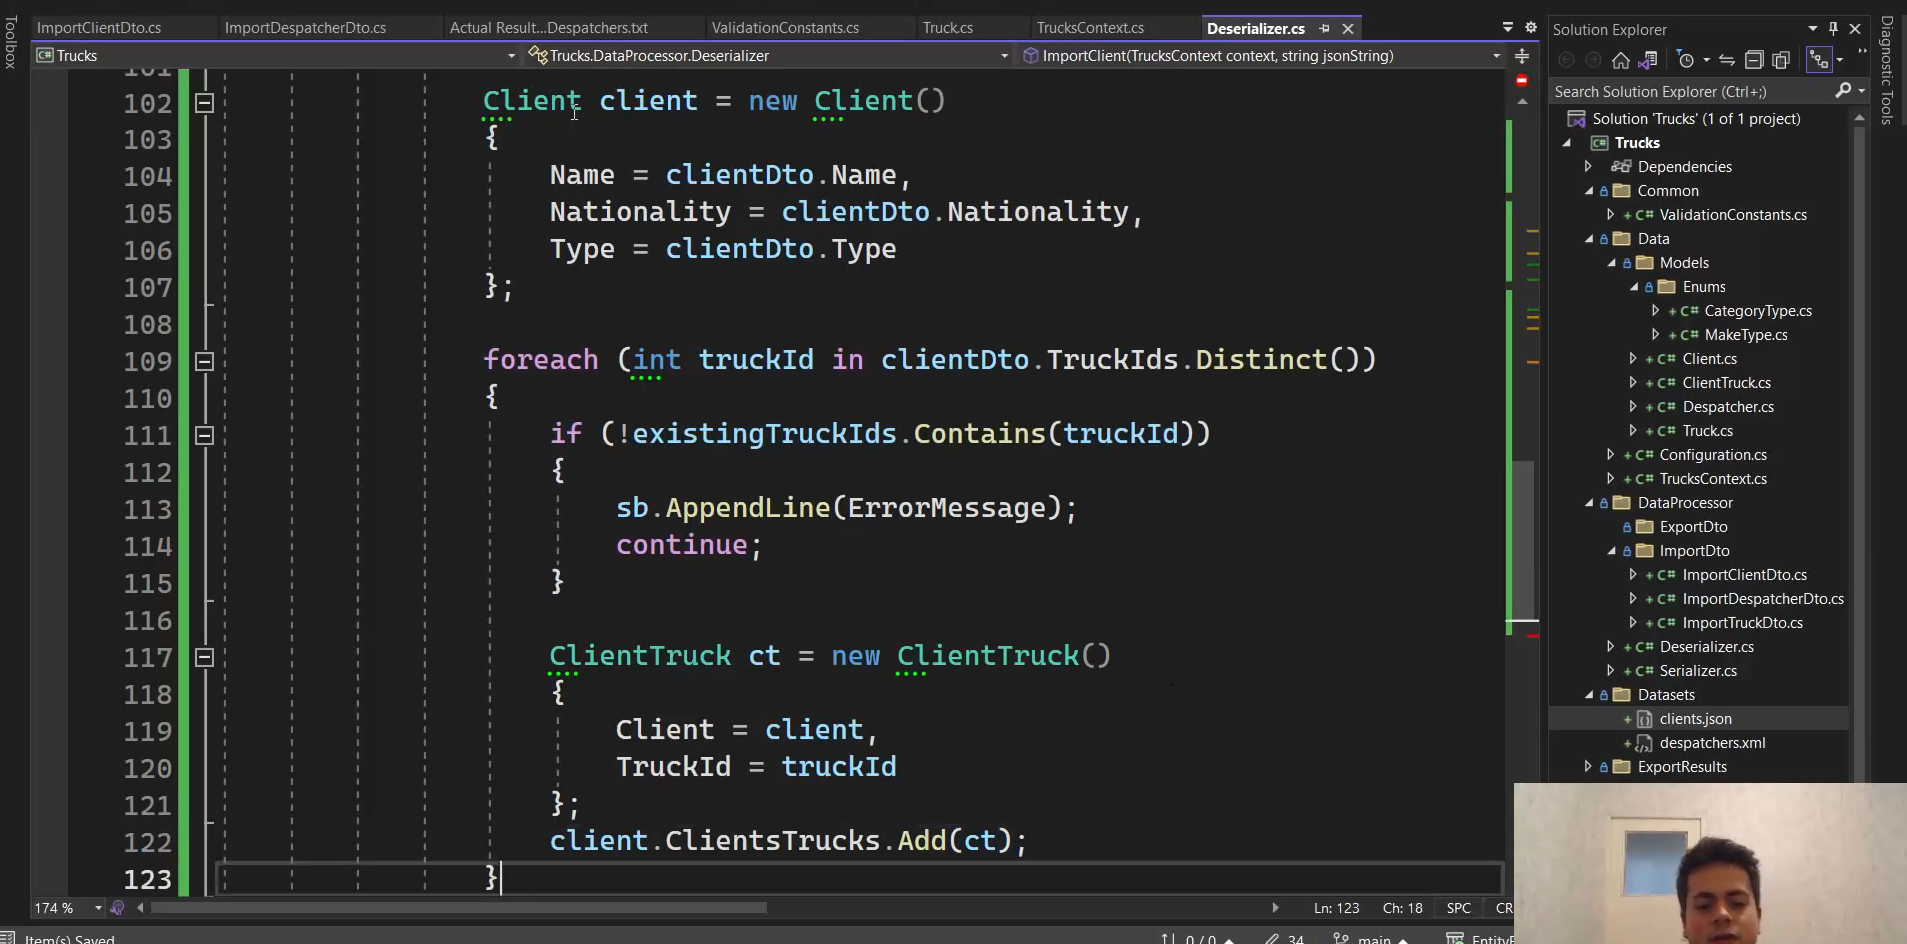 Toolbox
ImportClientDto.cs
ImportDespatcherDto.cs
Actual Result...Despatchers.txt
ValidationConstants.cs
Truck.cs
TrucksContext.cs
Deserializer.cs
Trucks
Trucks.DataProcessor.Deserializer
ImportClient(TrucksContext context, string jsonString)
102 Client client = new Client()
103 {
104 Name = clientDto.Name,
105 Nationality = clientDto.Nationality,
106 Type = clientDto.Type
107 };
108
109 foreach (int truckId in clientDto.TruckIds.Distinct())
110 {
111 if (!existingTruckIds.Contains(truckId))
112 {
113 sb.AppendLine(ErrorMessage);
114 continue;
115 }
116
117 ClientTruck ct = new ClientTruck()
118 {
119 Client = client,
120 TruckId = truckId
121 };
122 client.ClientsTrucks.Add(ct);
123 }
174 %
Ln: 123 Ch: 18 SPC
Item(s) Saved
0 / 0
34
main
Solution Explorer
Search Solution Explorer (Ctrl+;)
Solution 'Trucks' (1 of 1 project)
Trucks
Dependencies
Common
C# ValidationConstants.cs
Data
Models
Enums
C# CategoryType.cs
C# MakeType.cs
C# Client.cs
C# ClientTruck.cs
C# Despatcher.cs
C# Truck.cs
C# Configuration.cs
C# TrucksContext.cs
DataProcessor
ExportDto
ImportDto
C# ImportClientDto.cs
C# ImportDespatcherDto.cs
C# ImportTruckDto.cs
C# Deserializer.cs
C# Serializer.cs
Datasets
clients.json
despatchers.xml
ExportResults
Diagnostic Tools